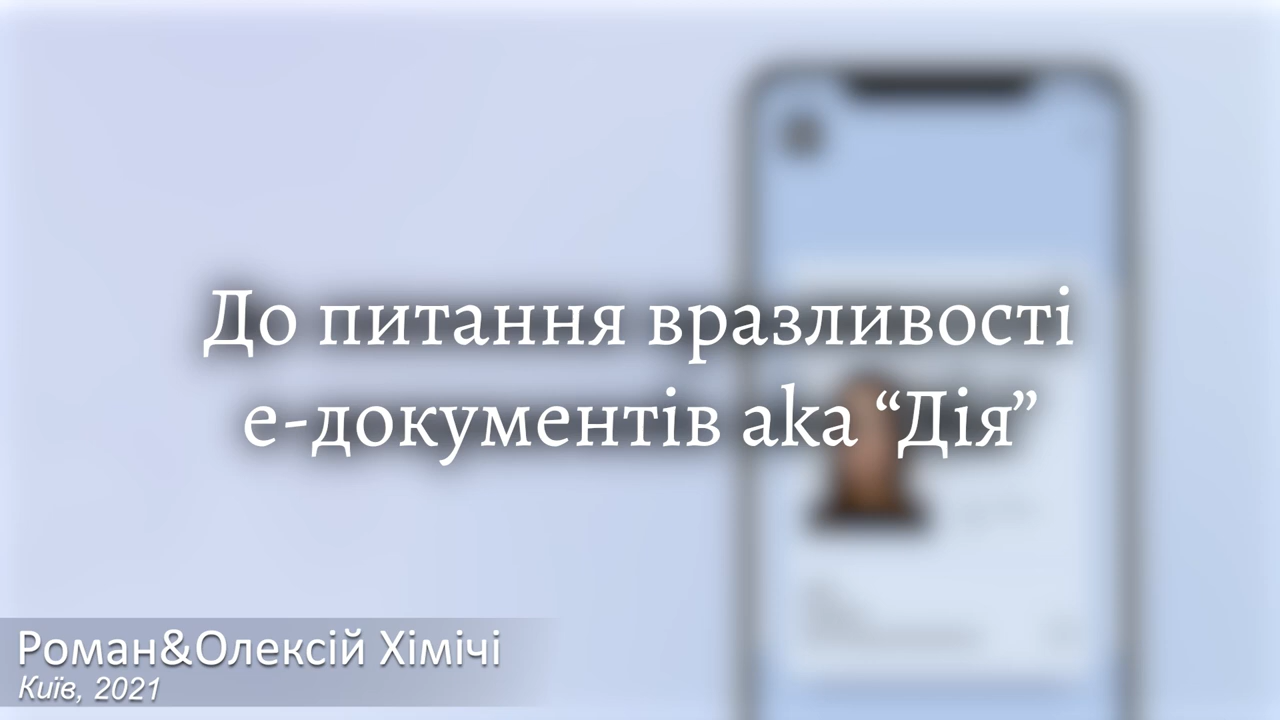 До питання вразливості
е-документів aka “Дія”
Роман&Олексій Хімічі
Київ, 2021